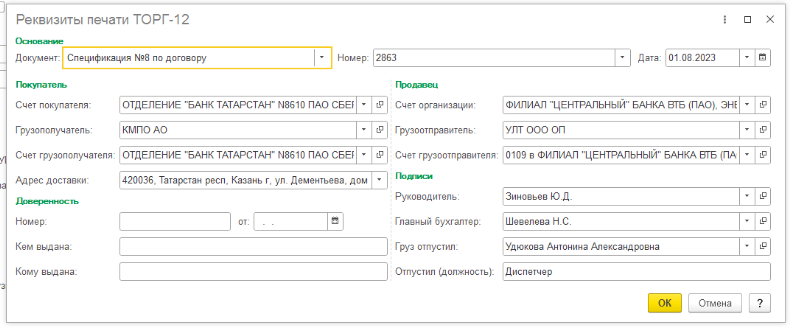 Реквизиты печати ТОРГ-12
Основание
Документ: Спецификация №8 по договору Номер: 2863 Дата: 01.08.2023
Покупатель Продавец
Счет покупателя: ОТДЕЛЕНИЕ "БАНК ТАТАРСТАН" N8610 ПАО СБЕР Счет организации: ФИЛИАЛ "ЦЕНТРАЛЬНЫЙ" БАНКА ВТБ (ПАО), ЭНЕ
Грузополучатель: КМПО АО Грузоотправитель: УЛТ ООО ОП
Счет грузополучателя: ОТДЕЛЕНИЕ "БАНК ТАТАРСТАН" N8610 ПАО СБЕР Счет грузоотправителя: 0109 в ФИЛИАЛ "ЦЕНТРАЛЬНЫЙ" БАНКА ВТБ (ПА
Адрес доставки: 420036, Татарстан респ, Казань г, ул. Дементьева, дом Подписи
Доверенность Руководитель: Зиновьев Ю.Д.
Номер: от: . . Главный бухгалтер: Шевелева Н.С.
Кем выдана: Груз отпустил: Удюкова Антонина Александровна
Кому выдана: Отпустил (должность): Диспетчер
ОК Отмена ?